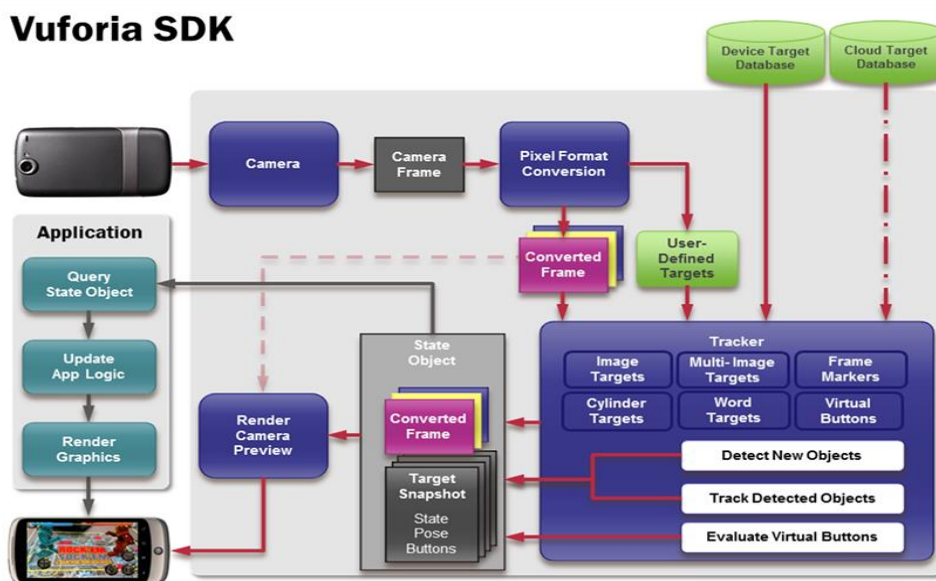 Vuforia SDK
Device Target
Database
Cloud Target
Database
Camera
Camera
Frame
Pixel Format
Conversion
Application
Query
State Object
Update
App Logic
Render
Graphics
Converted
Frame
User-
Defined
Targets
State
Object
Converted
Frame
Target
Snapshot
State
Pose
Buttons
Render
Camera
Preview
Tracker
Image
Targets
Multi-Image
Targets
Frame
Markers
Cylinder
Targets
Word
Targets
Virtual
Buttons
Detect New Objects
Track Detected Objects
Evaluate Virtual Buttons